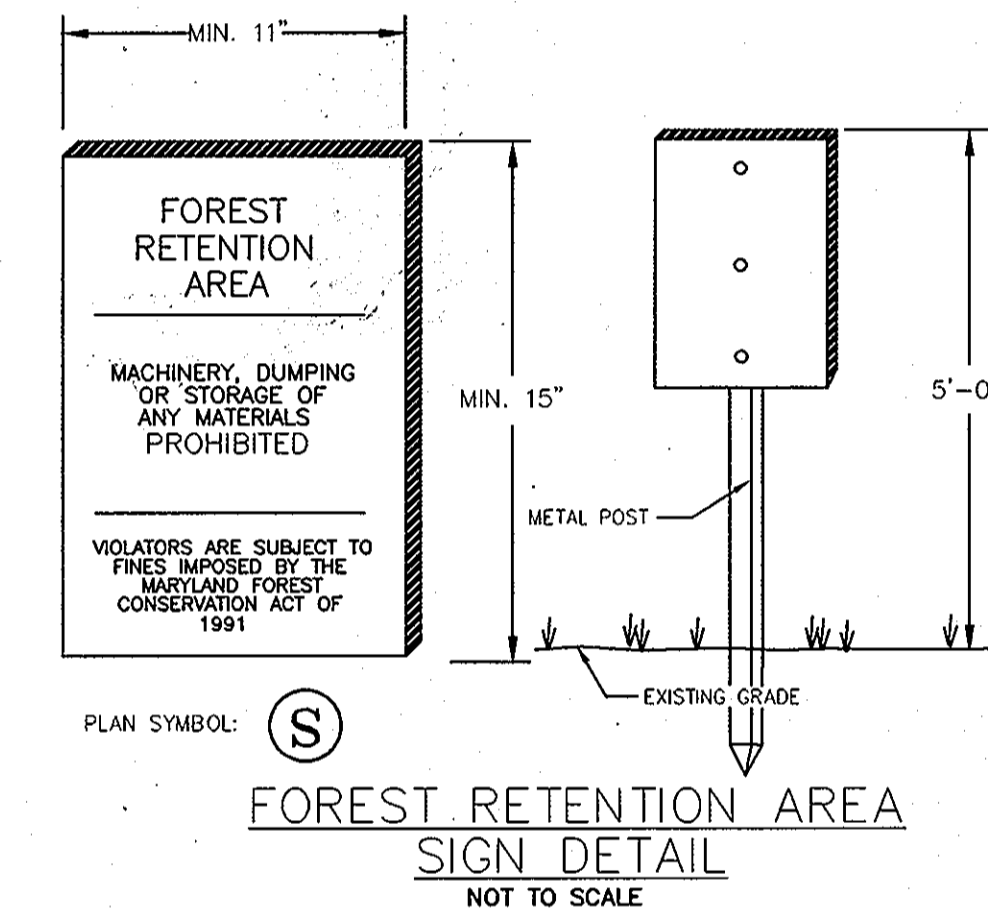 MIN. 11"
FOREST
RETENTION
AREA
MACHINERY, DUMPING
OR STORAGE OF
ANY MATERIALS
PROHIBITED
VIOLATORS ARE SUBJECT TO
FINES IMPOSED BY THE
MARYLAND FOREST
CONSERVATION ACT OF
1991
MIN. 15"
5'-0
METAL POST
EXISTING GRADE
PLAN SYMBOL: S
FOREST RETENTION AREA
SIGN DETAIL
NOT TO SCALE